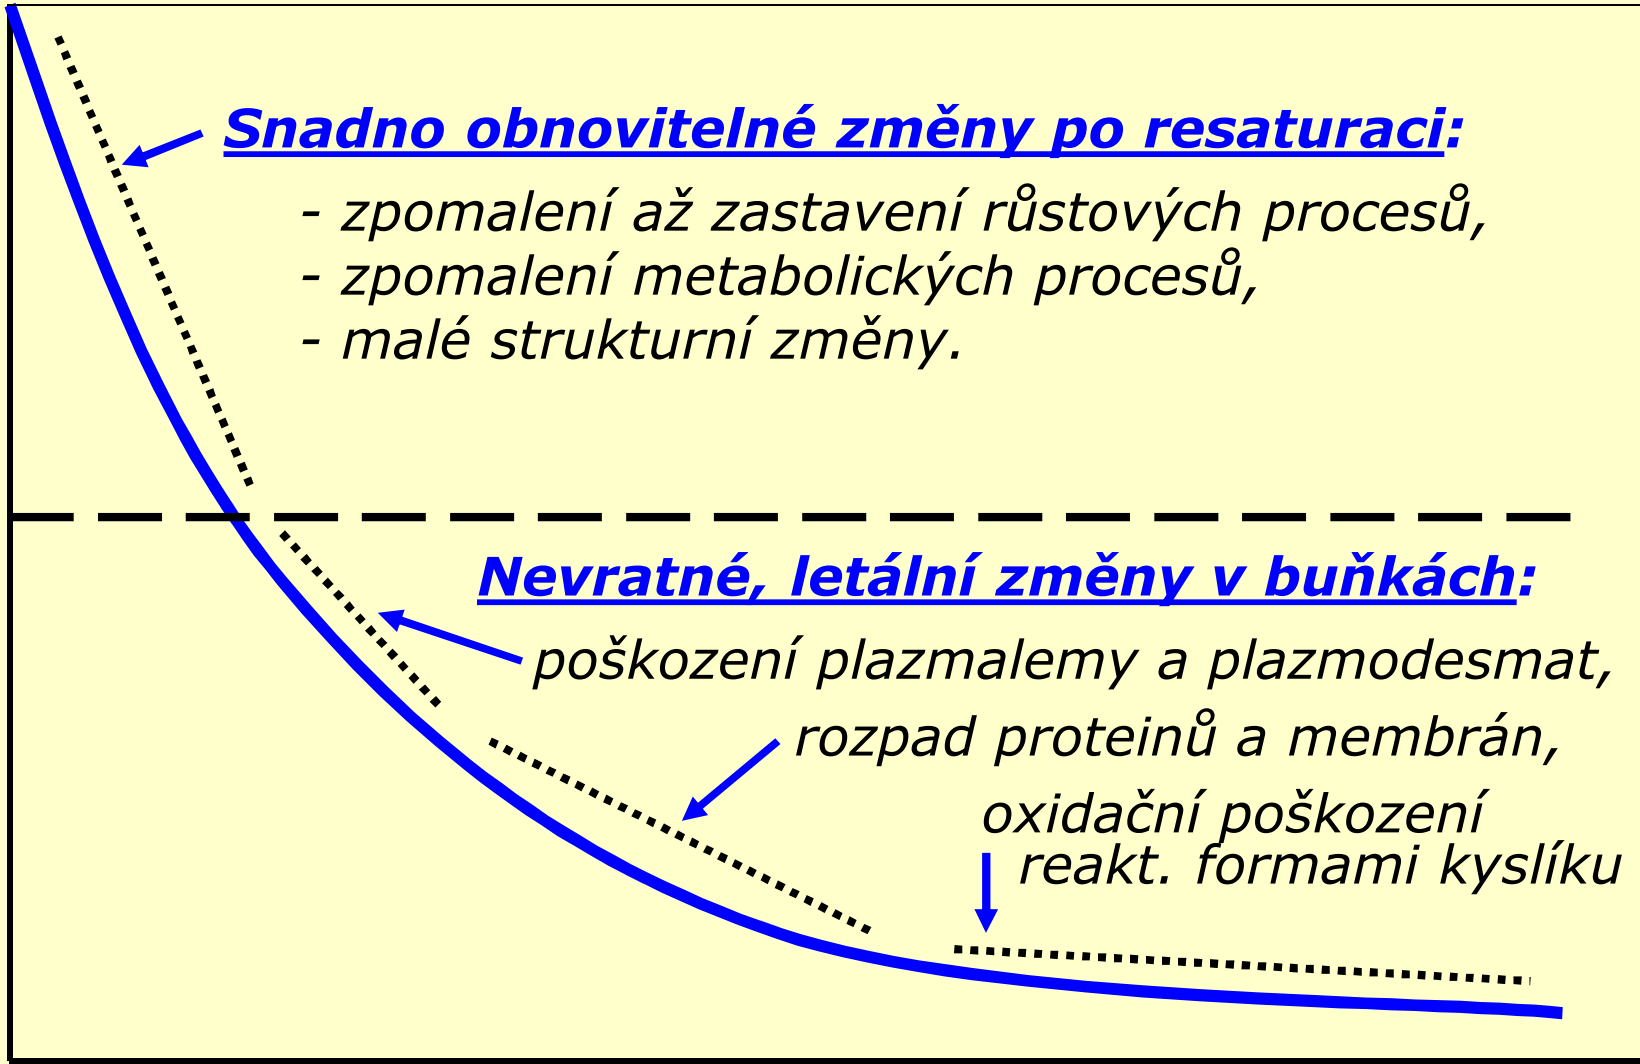 Snadno obnovitelné změny po resaturaci:
- zpomalení až zastavení růstových procesů,
- zpomalení metabolických procesů,
- malé strukturní změny.
Nevratné, letální změny v buňkách:
poškození plazmalemy a plazmodesmat,
rozpad proteinů a membrán,
oxidační poškození
reakt. formami kyslíku